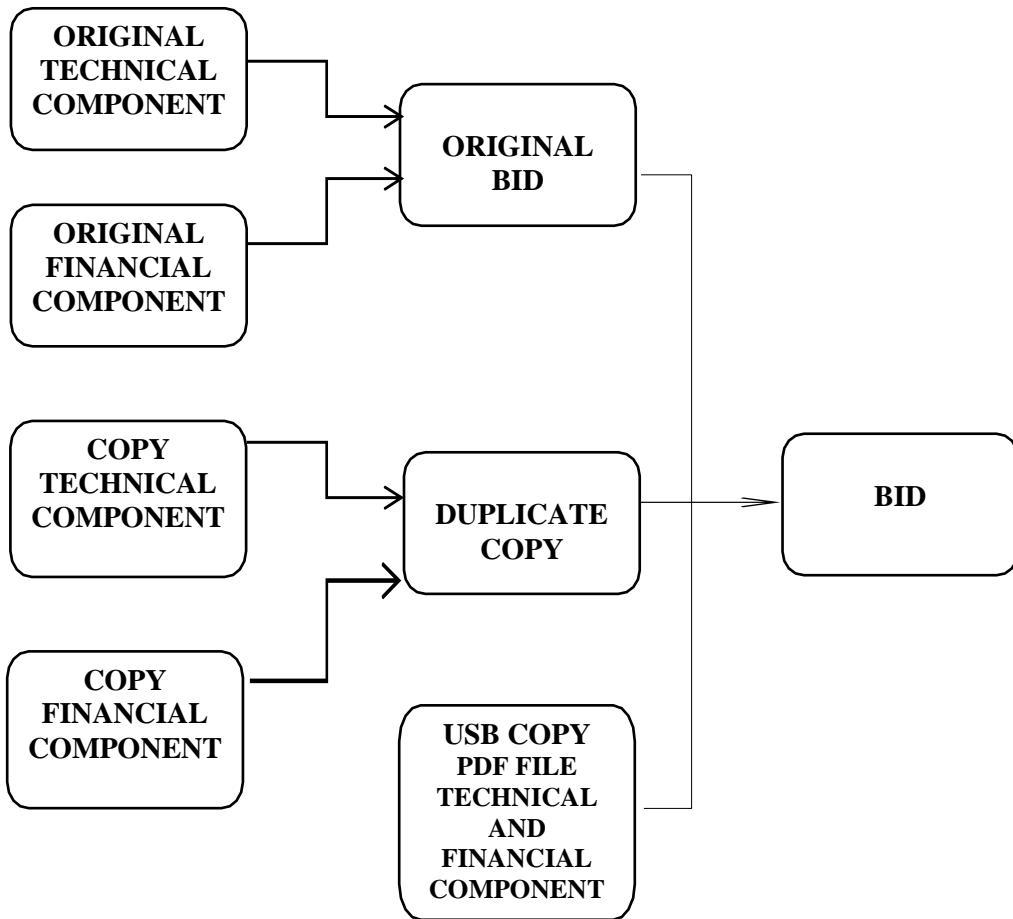 ORIGINAL
TECHNICAL
COMPONENT
ORIGINAL
FINANCIAL
COMPONENT
ORIGINAL
BID
COPY
TECHNICAL
COMPONENT
COPY
FINANCIAL
COMPONENT
DUPLICATE
COPY
USB COPY
PDF FILE
TECHNICAL
AND
FINANCIAL
COMPONENT
BID